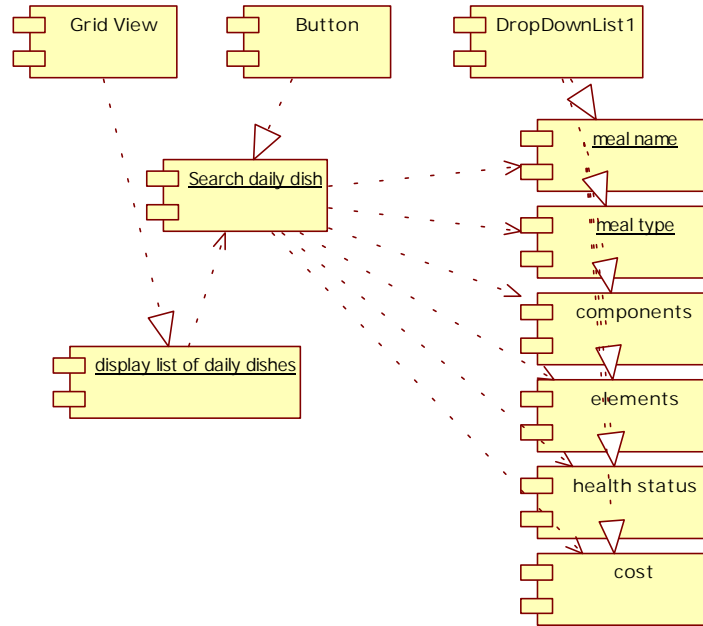 Grid View
Button
DropDownList1
meal name
Search daily dish
meal type
components
display list of daily dishes
elements
health status
cost